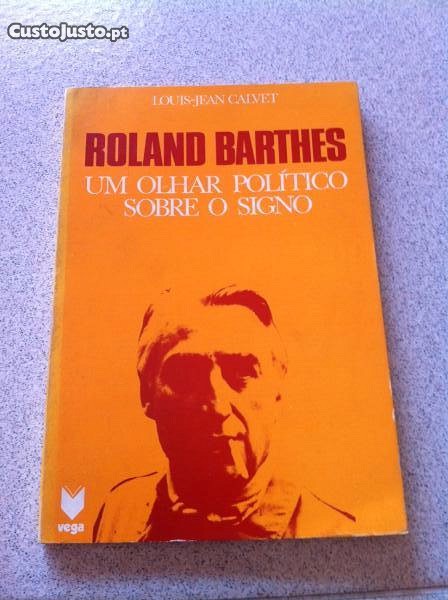 CustoJusto.pt
LOUIS-JEAN CALVET
ROLAND BARTHES
UM OLHAR POLÍTICO
SOBRE O SIGNO
vega